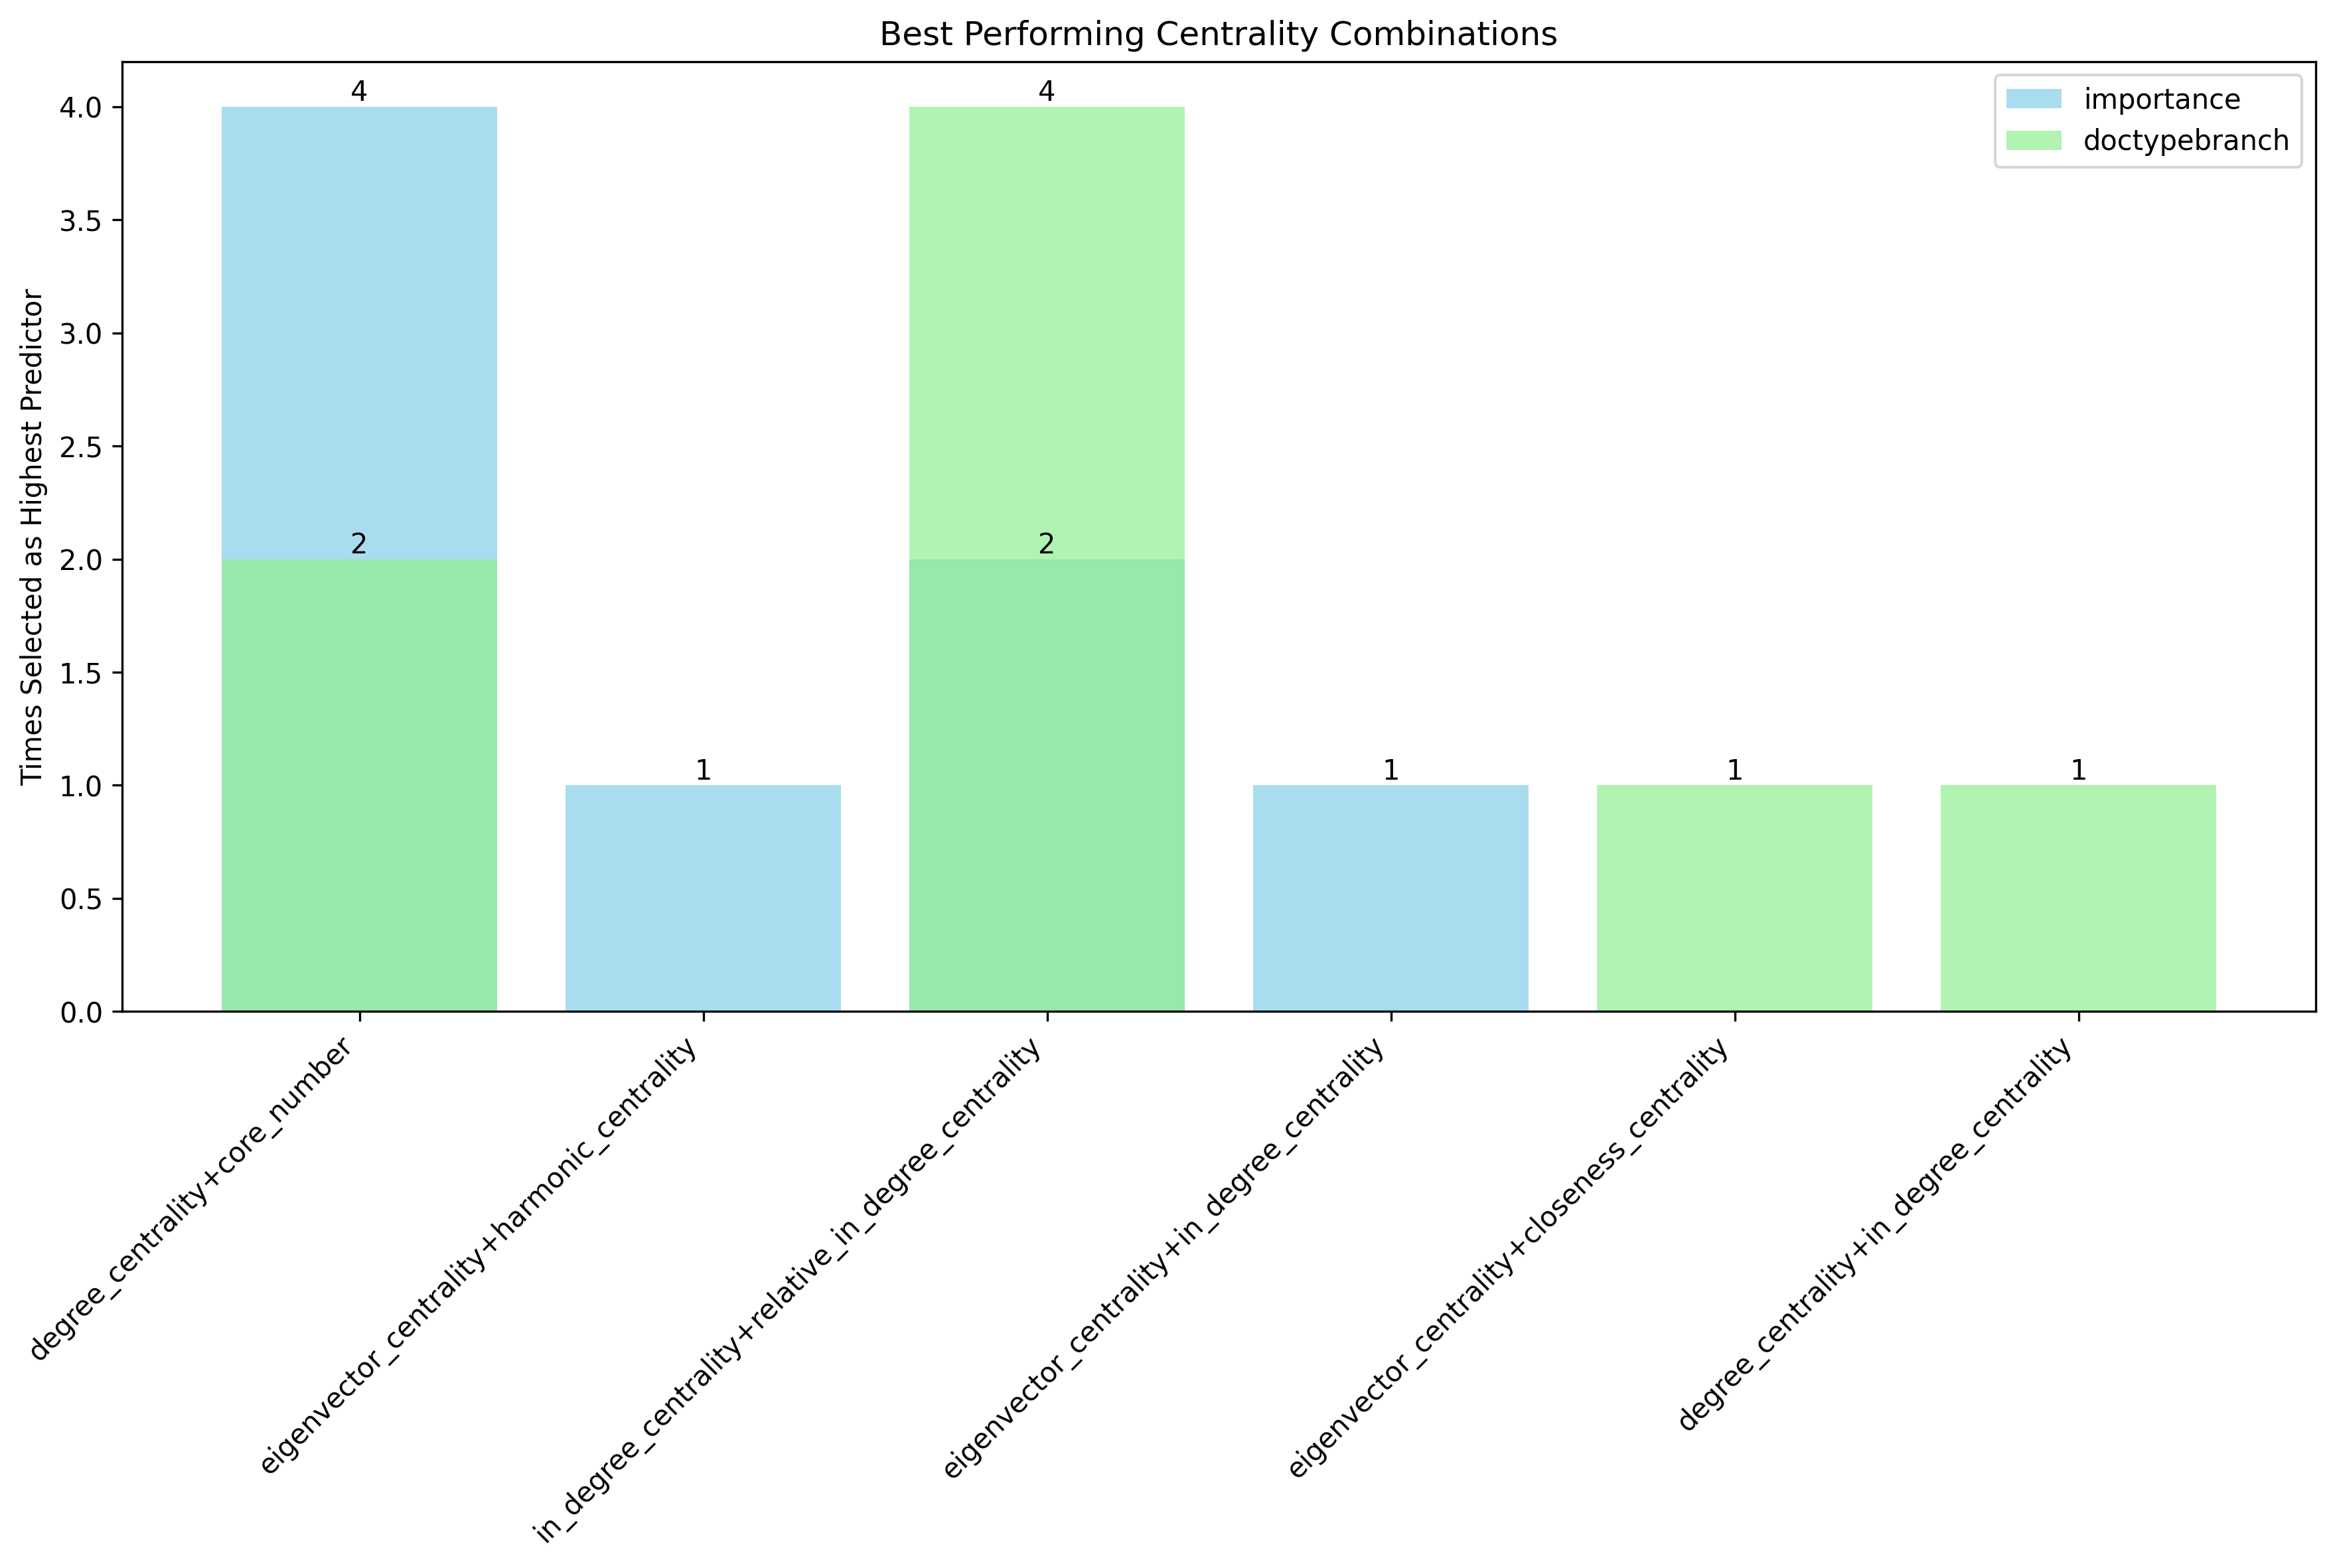 Best Performing Centrality Combinations
importance
doctypebranch
Times Selected as Highest Predictor
4.0
3.5
3.0
2.5
2.0
1.5
1.0
0.5
0.0
4
2
1
4
2
1
1
1
degree_centrality+core_number
eigenvector_centrality+harmonic_centrality
in_degree_centrality+relative_in_degree_centrality
eigenvector_centrality+in_degree_centrality
eigenvector_centrality+closeness_centrality
degree_centrality+in_degree_centrality